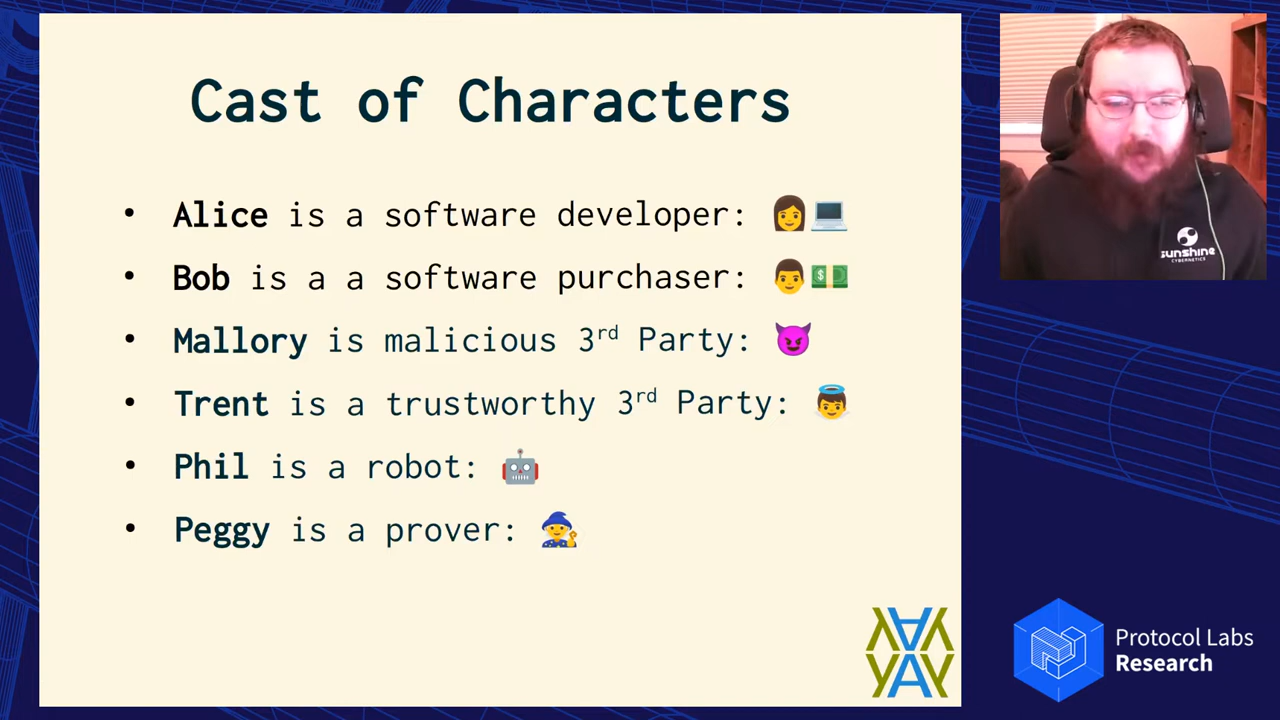 Cast of Characters
• Alice is a software developer: 👩💻
• Bob is a a software purchaser: 👨💵
• Mallory is malicious 3rd Party: 😈
• Trent is a trustworthy 3rd Party: 👼
• Phil is a robot: 🤖
• Peggy is a prover: 🧙
sunshine
CYBERNETICS
Protocol Labs
Research